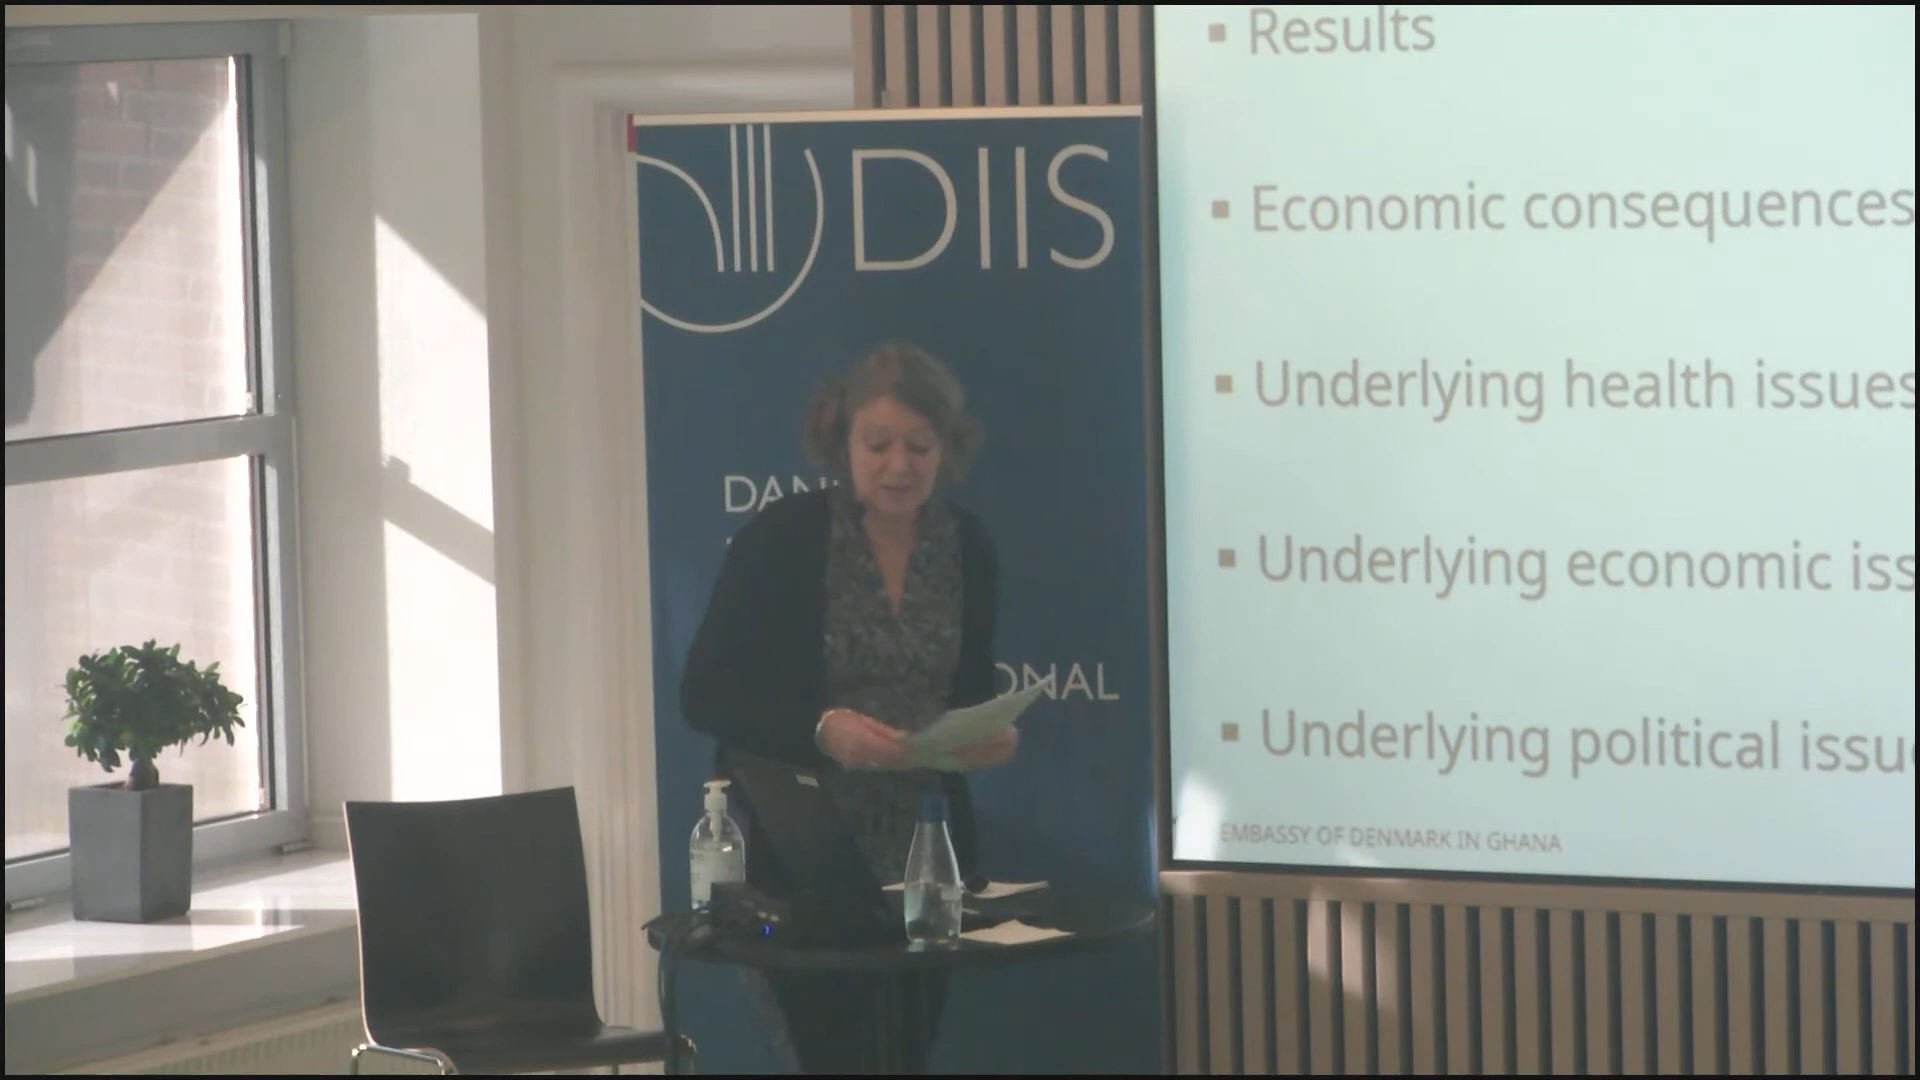 DIIS
DAN
ONAL
Results
Economic consequences
Underlying health issues
Underlying economic iss
Underlying political issu
EMBASSY OF DENMARK IN GHANA